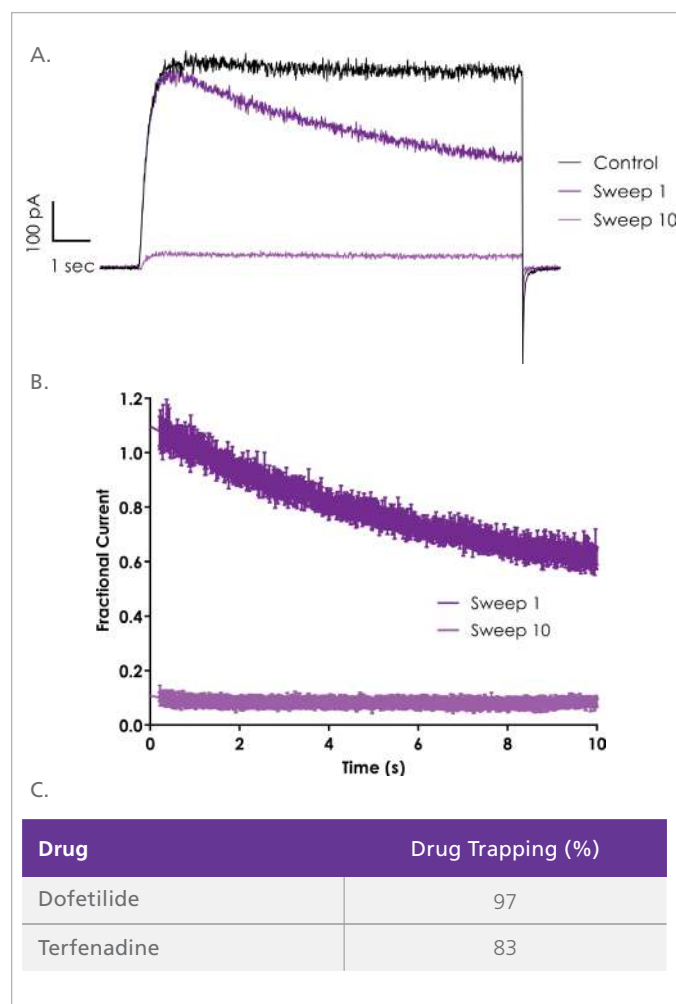 A.
Control
Sweep 1
Sweep 10
100 pA
1 sec
B.
1.2
1.0
0.8
0.6
0.4
0.2
0.0
Fractional Current
Sweep 1
Sweep 10
0 2 4 6 8 10
Time (s)
C.
Drug Drug Trapping (%)
Dofetilide 97
Terfenadine 83